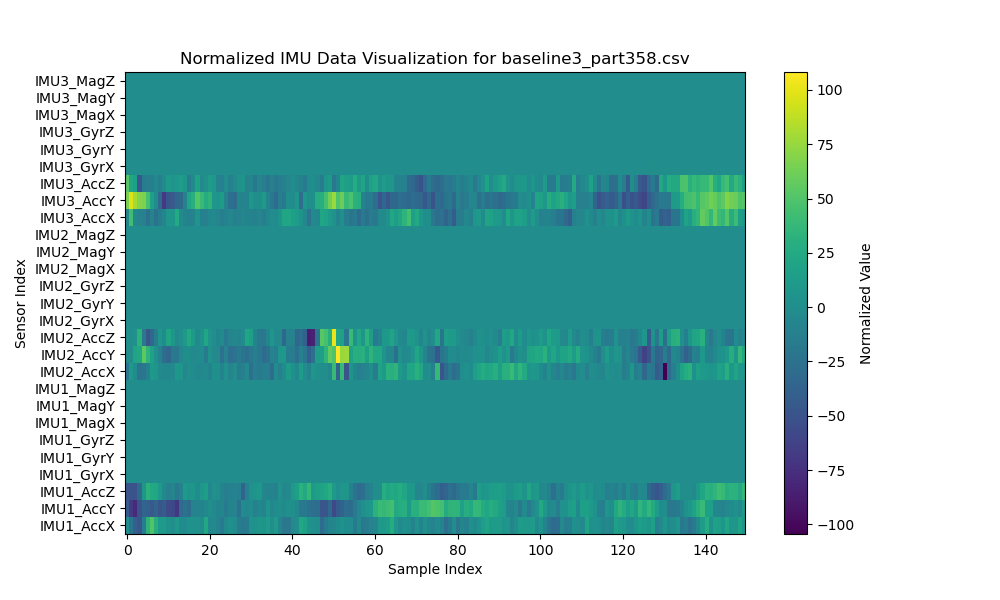 Normalized IMU Data Visualization for baseline3_part358.csv
Sensor Index
IMU3_MagZ
IMU3_MagY
IMU3_MagX
IMU3_GyrZ
IMU3_GyrY
IMU3_GyrX
IMU3_AccZ
IMU3_AccY
IMU3_AccX
IMU2_MagZ
IMU2_MagY
IMU2_MagX
IMU2_GyrZ
IMU2_GyrY
IMU2_GyrX
IMU2_AccZ
IMU2_AccY
IMU2_AccX
IMU1_MagZ
IMU1_MagY
IMU1_MagX
IMU1_GyrZ
IMU1_GyrY
IMU1_GyrX
IMU1_AccZ
IMU1_AccY
IMU1_AccX
0 20 40 60 80 100 120 140
Sample Index
100
75
50
25
0
−25
−50
−75
−100
Normalized Value